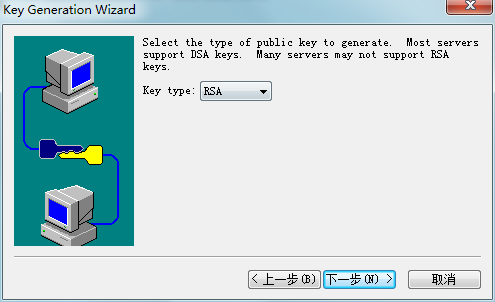 Key Generation Wizard
Select the type of public key to generate. Most servers
support DSA keys. Many servers may not support RSA
keys.
Key type: RSA
< 上一步(B) 下一步(N) > 取消